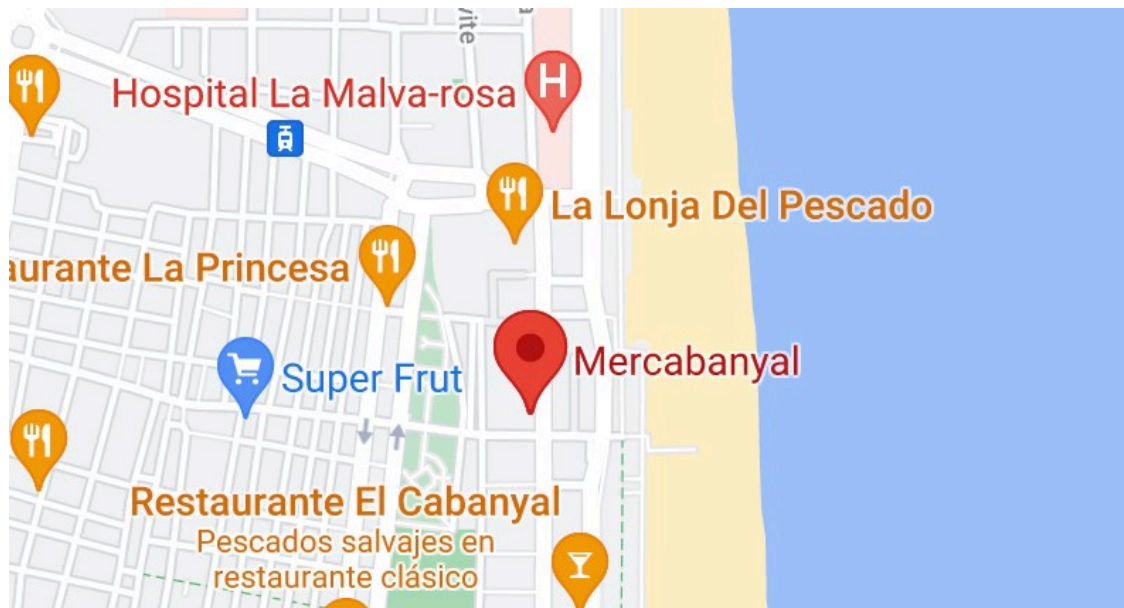 Hospital La Malva-rosa
H
La Lonja Del Pescado
aurante La Princesa
Mercabanyal
Super Frut
Restaurante El Cabanyal
Pescados salvajes en
restaurante clásico